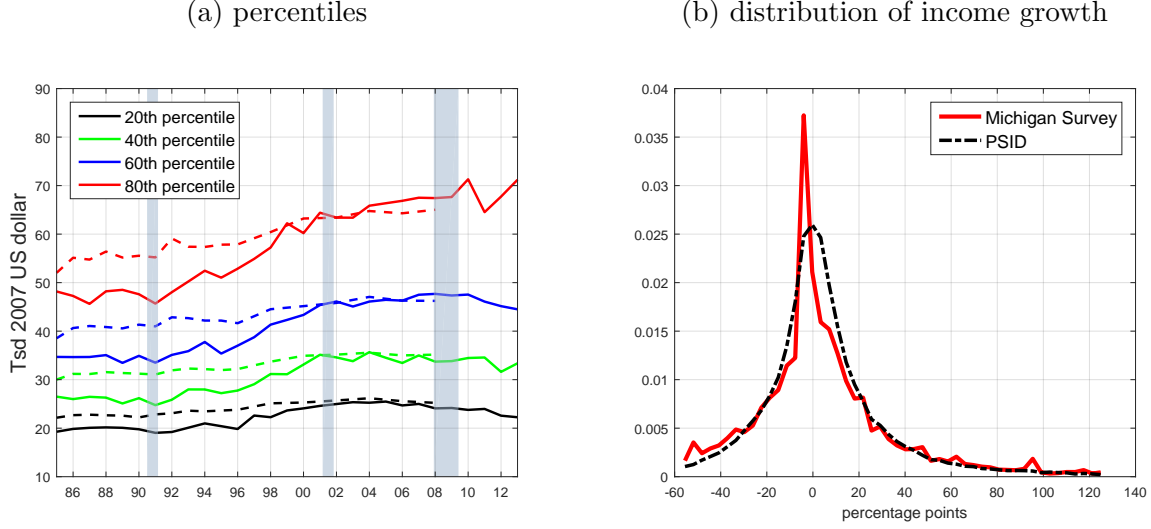 (a) percentiles
(b) distribution of income growth
Tsd 2007 US dollar
90
80
70
60
50
40
30
20
10
20th percentile
40th percentile
60th percentile
80th percentile
86 88 90 92 94 96 98 00 02 04 06 08 10 12
0.04
0.035
0.03
0.025
0.02
0.015
0.01
0.005
0
Michigan Survey
PSID
-60 -40 -20 0 20 40 60 80 100 120 140
percentage points